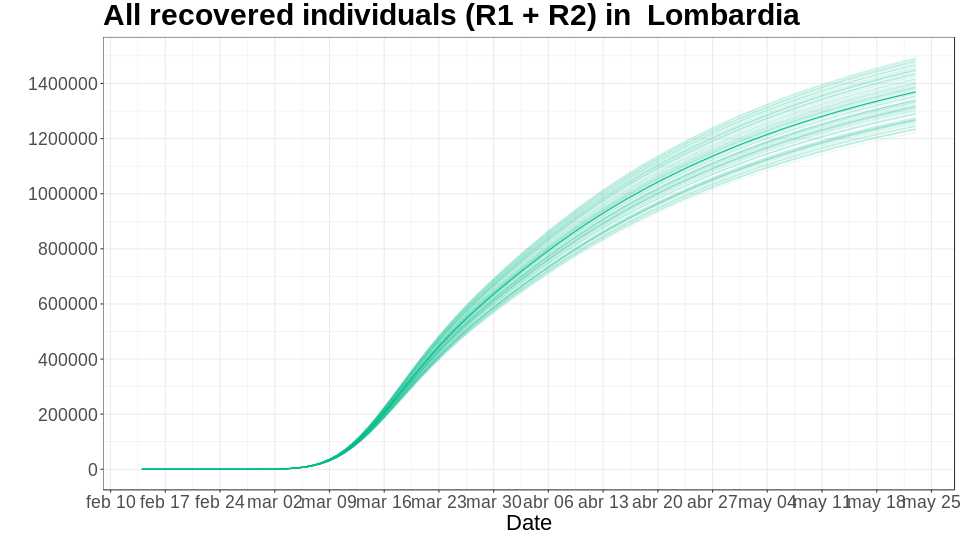 All recovered individuals (R1 + R2) in  Lombardia
1400000
1200000
1000000
800000
600000
400000
200000
0
feb 10 feb 17 feb 24 mar 02 mar 09 mar 16 mar 23 mar 30 abr 06 abr 13 abr 20 abr 27 may 04 may 11 may 18 may 25
Date